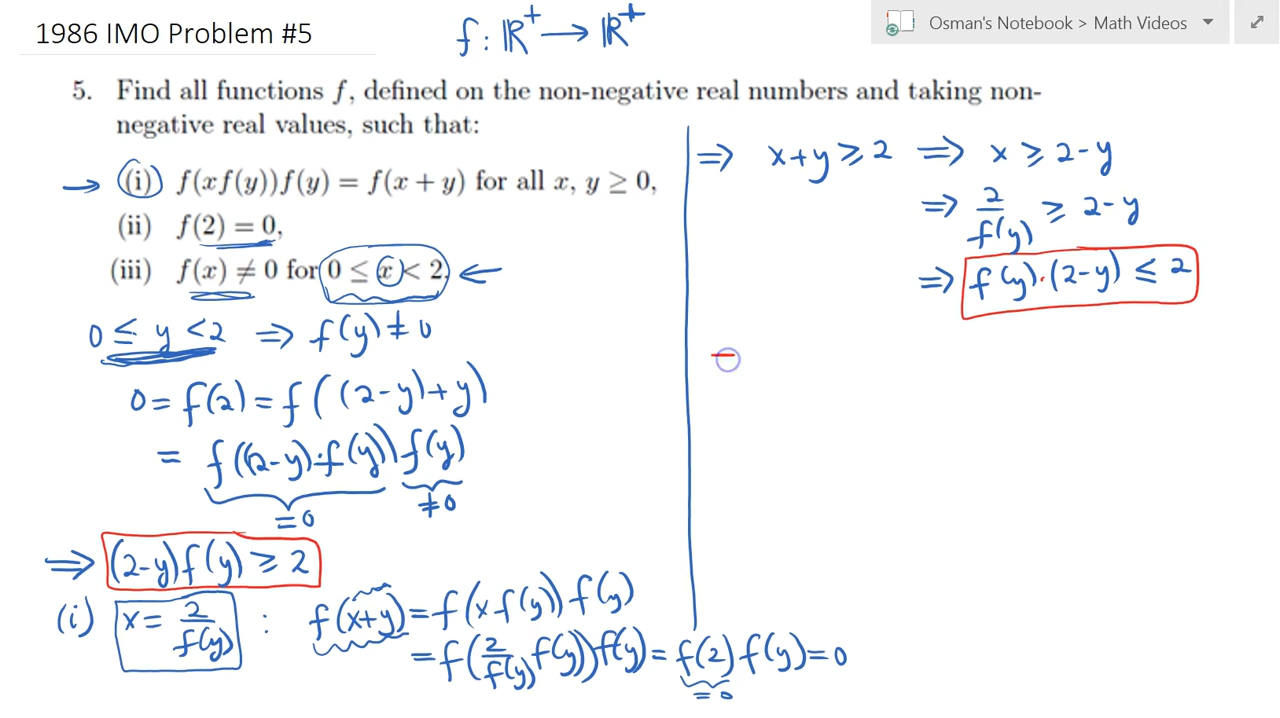 1986 IMO Problem #5
f : ℝ⁺ → ℝ⁺
Osman's Notebook > Math Videos
5. Find all functions f, defined on the non-negative real numbers and taking non-
negative real values, such that:
→ (i) f(xf(y))f(y) = f(x + y) for all x, y ≥ 0,
(ii) f(2) = 0,
(iii) f(x) ≠ 0 for 0 ≤ x < 2. ←
0 ≤ y < 2 ⇒ f(y) ≠ 0
0 = f(2) = f((2-y)+y)
= f((2-y)·f(y)) f(y)
= 0 ≠ 0
⇒ (2-y)f(y) ≥ 2
(i) x = 2/f(y) : f(x+y) = f(x f(y)) f(y)
= f(2/f(y) f(y)) f(y) = f(2) f(y) = 0
= 0
⇒ x+y ≥ 2 ⇒ x ≥ 2-y
⇒ 2/f(y) ≥ 2-y
⇒ f(y)·(2-y) ≤ 2